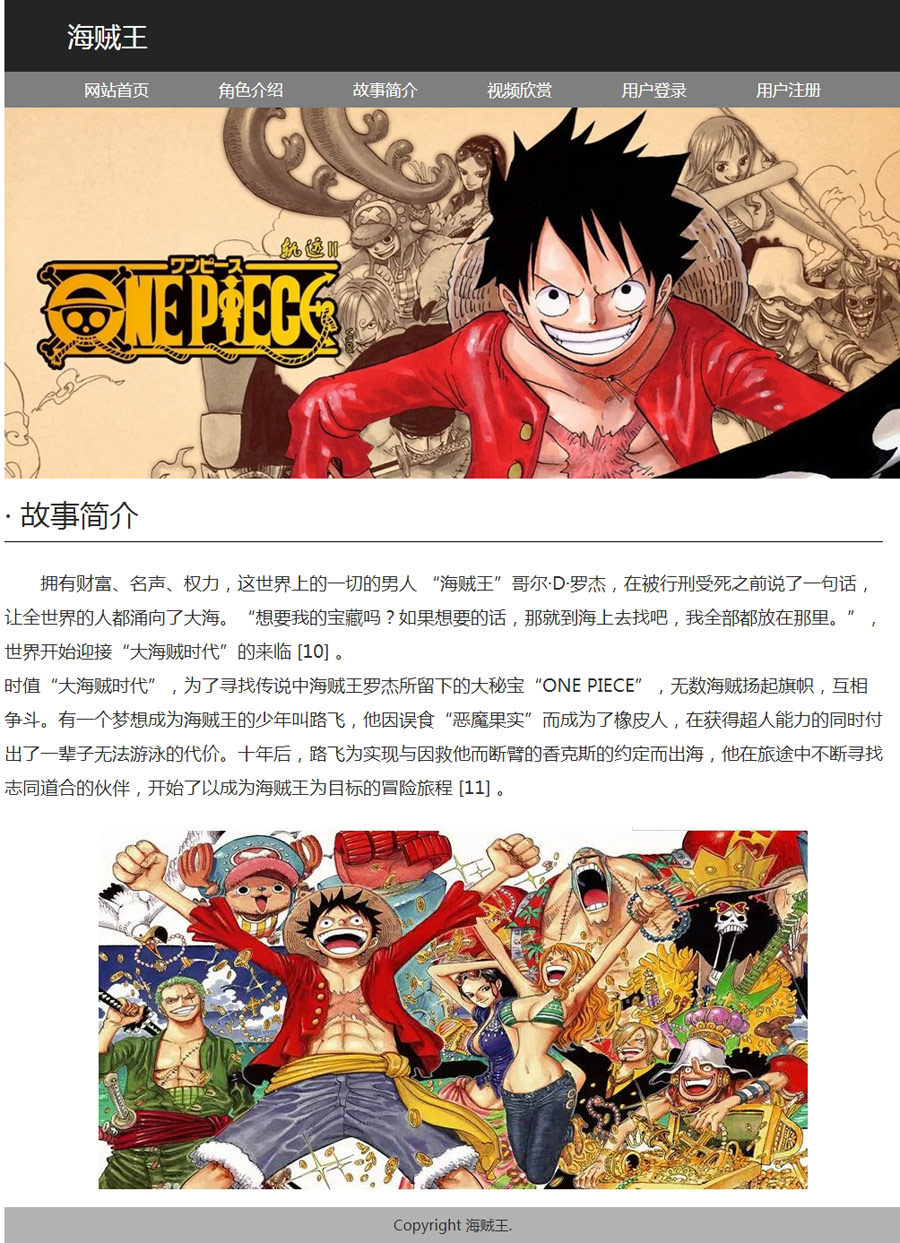 海贼王
网站首页 角色介绍 故事简介 视频欣赏 用户登录 用户注册
轨迹II
ワンピース
ONE PIECE
· 故事简介
拥有财富、名声、权力，这世界上的一切的男人 “海贼王”哥尔·D·罗杰，在被行刑受死之前说了一句话，
让全世界的人都涌向了大海。“想要我的宝藏吗？如果想要的话，那就到海上去找吧，我全部都放在那里。”，
世界开始迎接“大海贼时代”的来临 [10] 。
时值“大海贼时代”，为了寻找传说中海贼王罗杰所留下的大秘宝“ONE PIECE”，无数海贼扬起旗帜，互相
争斗。有一个梦想成为海贼王的少年叫路飞，他因误食“恶魔果实”而成为了橡皮人，在获得超人能力的同时付
出了一辈子无法游泳的代价。十年后，路飞为实现与因救他而断臂的香克斯的约定而出海，他在旅途中不断寻找
志同道合的伙伴，开始了以成为海贼王为目标的冒险旅程 [11] 。
Copyright 海贼王.